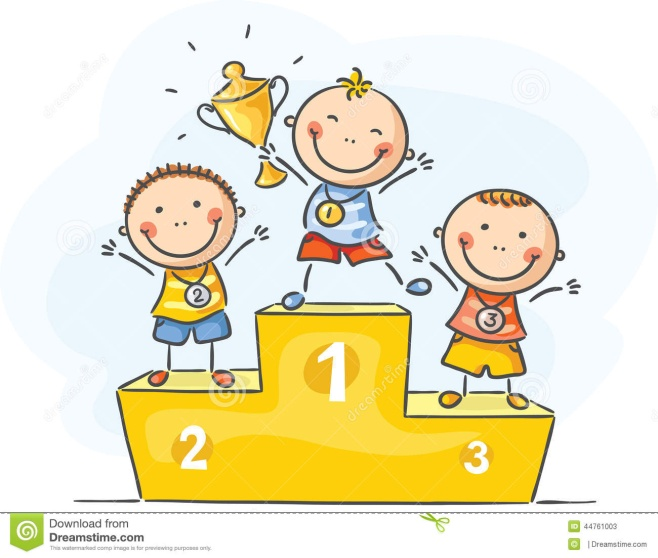 1
2
3
1
2
3
Download from
Dreamstime.com
This watermarked comp image is for previewing purposes only.
ID 44761003
Dreamstime.com